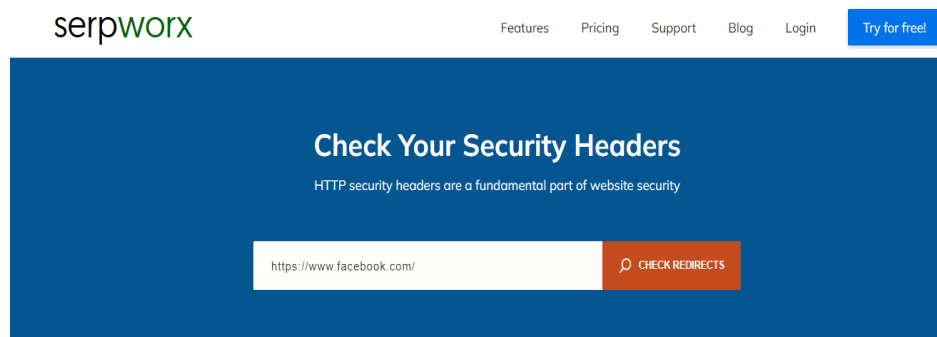 serpworx
Features Pricing Support Blog Login Try for free!
Check Your Security Headers
HTTP security headers are a fundamental part of website security
https://www.facebook.com/ CHECK REDIRECTS